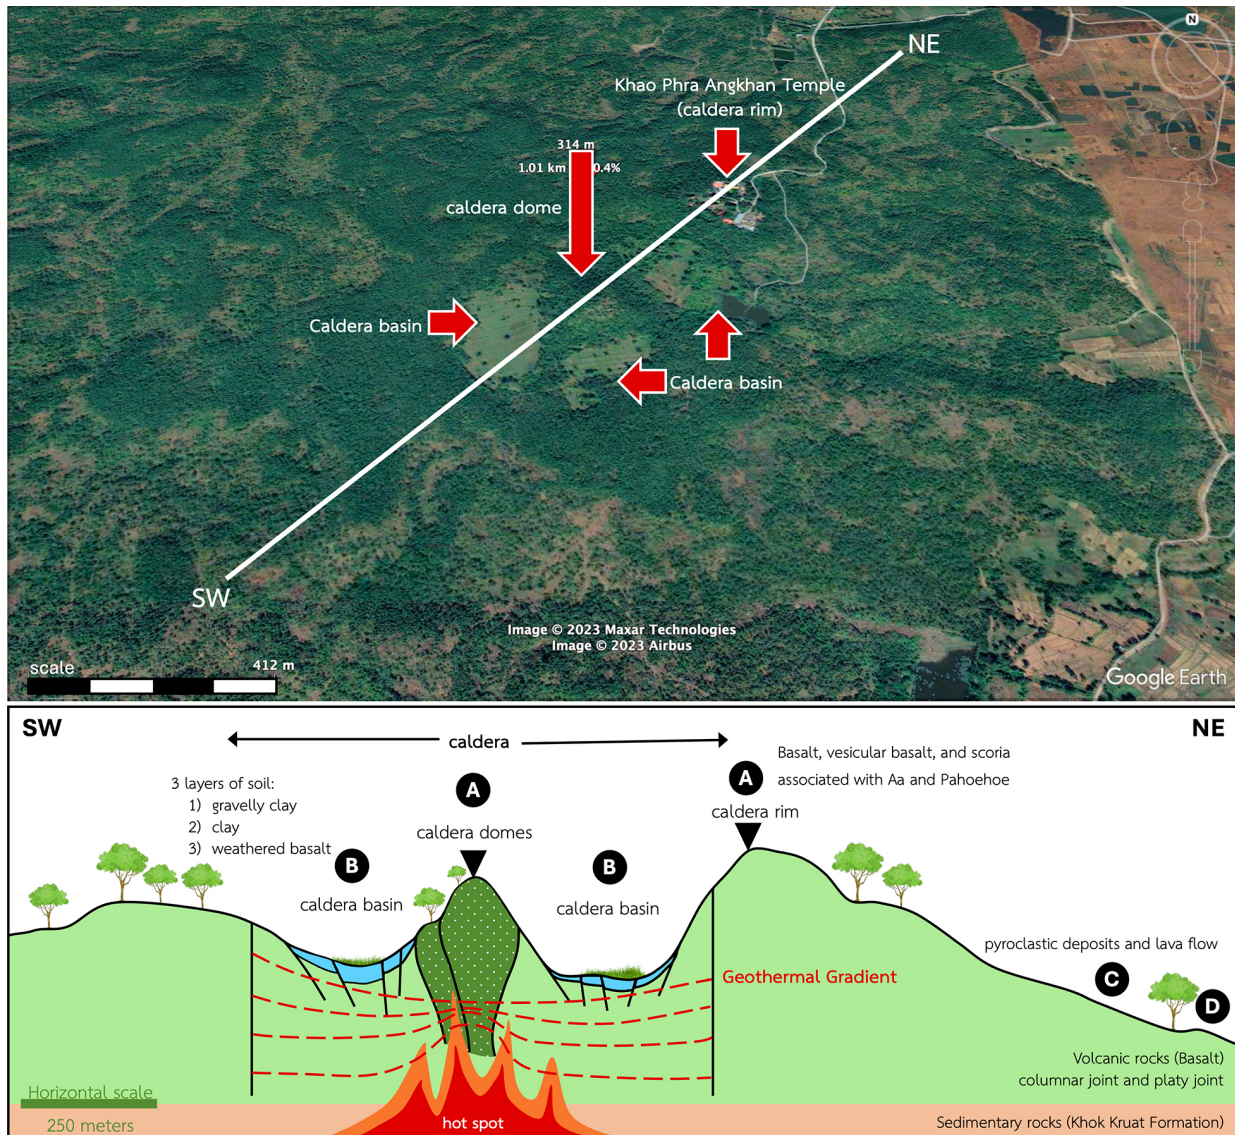 N
NE
Khao Phra Angkhan Temple
(caldera rim)
314 m
1.01 km
0.4%
caldera dome
Caldera basin
Caldera basin
SW
Image © 2023 Maxar Technologies
Image © 2023 Airbus
scale
412 m
Google Earth
SW
NE
caldera
A
Basalt, vesicular basalt, and scoria
associated with Aa and Pahoehoe
3 layers of soil:
1) gravelly clay
2) clay
3) weathered basalt
A
caldera domes
caldera rim
B
caldera basin
B
caldera basin
pyroclastic deposits and lava flow
Geothermal Gradient
C
D
Volcanic rocks (Basalt)
columnar joint and platy joint
Horizontal scale
250 meters
hot spot
Sedimentary rocks (Khok Kruat Formation)